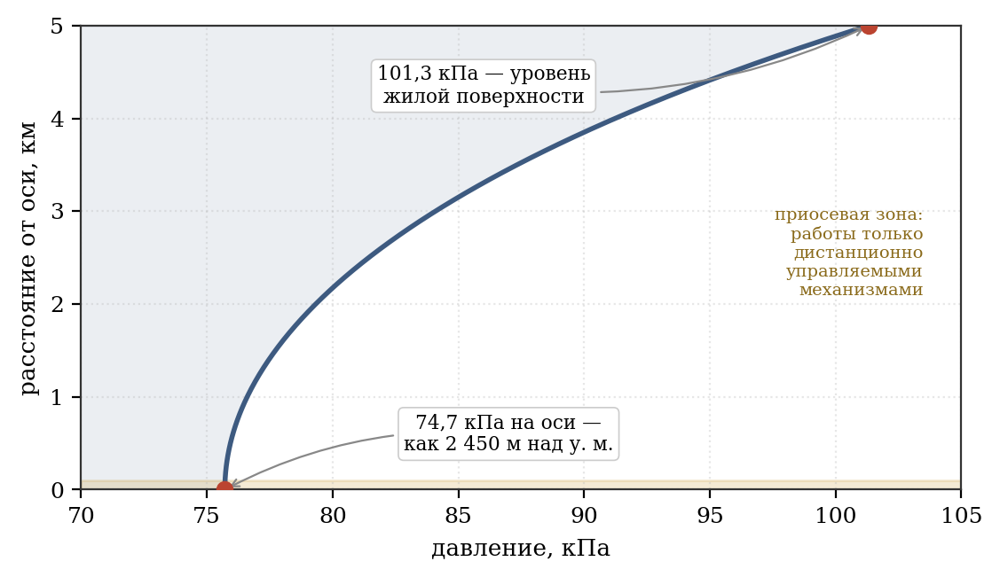 расстояние от оси, км
5
4
3
2
1
0
101,3 кПа — уровень
жилой поверхности
приосевая зона:
работы только
дистанционно
управляемыми
механизмами
74,7 кПа на оси —
как 2 450 м над у. м.
70 75 80 85 90 95 100 105
давление, кПа